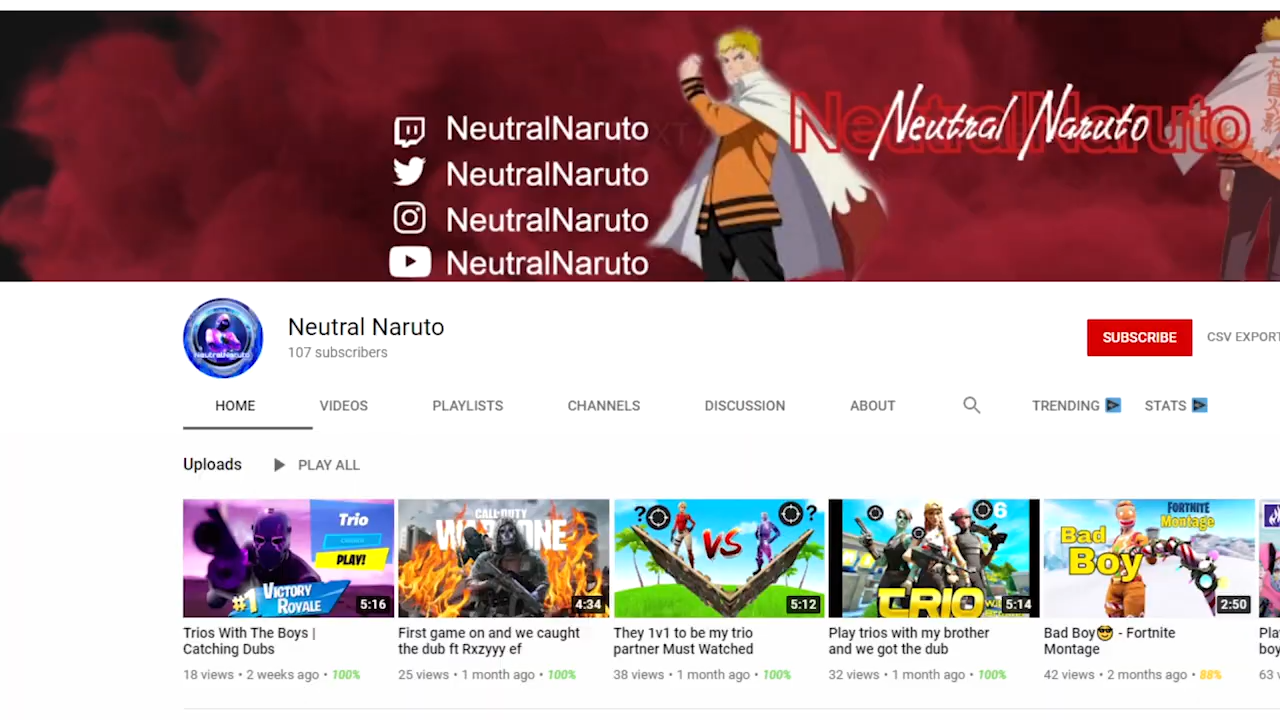 NeutralNaruto
NeutralNaruto
NeutralNaruto
NeutralNaruto
NeutralNaruto
Neutral Naruto
NeutralNaruto
Neutral Naruto
107 subscribers
SUBSCRIBE
CSV EXPORT
HOME
VIDEOS
PLAYLISTS
CHANNELS
DISCUSSION
ABOUT
TRENDING
STATS
Uploads
PLAY ALL
Trio
PLAY!
#1 VICTORY
ROYALE
5:16
CALL OF DUTY
WARZONE
4:34
?
?
VS
5:12
6
TRIO
5:14
FORTNITE
Montage
Bad
Boy
2:50
Trios With The Boys |
Catching Dubs
18 views • 2 weeks ago • 100%
First game on and we caught
the dub ft Rxzyyy ef
25 views • 1 month ago • 100%
They 1v1 to be my trio
partner Must Watched
38 views • 1 month ago • 100%
Play trios with my brother
and we got the dub
32 views • 1 month ago • 100%
Bad Boy😎 - Fortnite
Montage
42 views • 2 months ago • 88%
Pla
boy
63 v